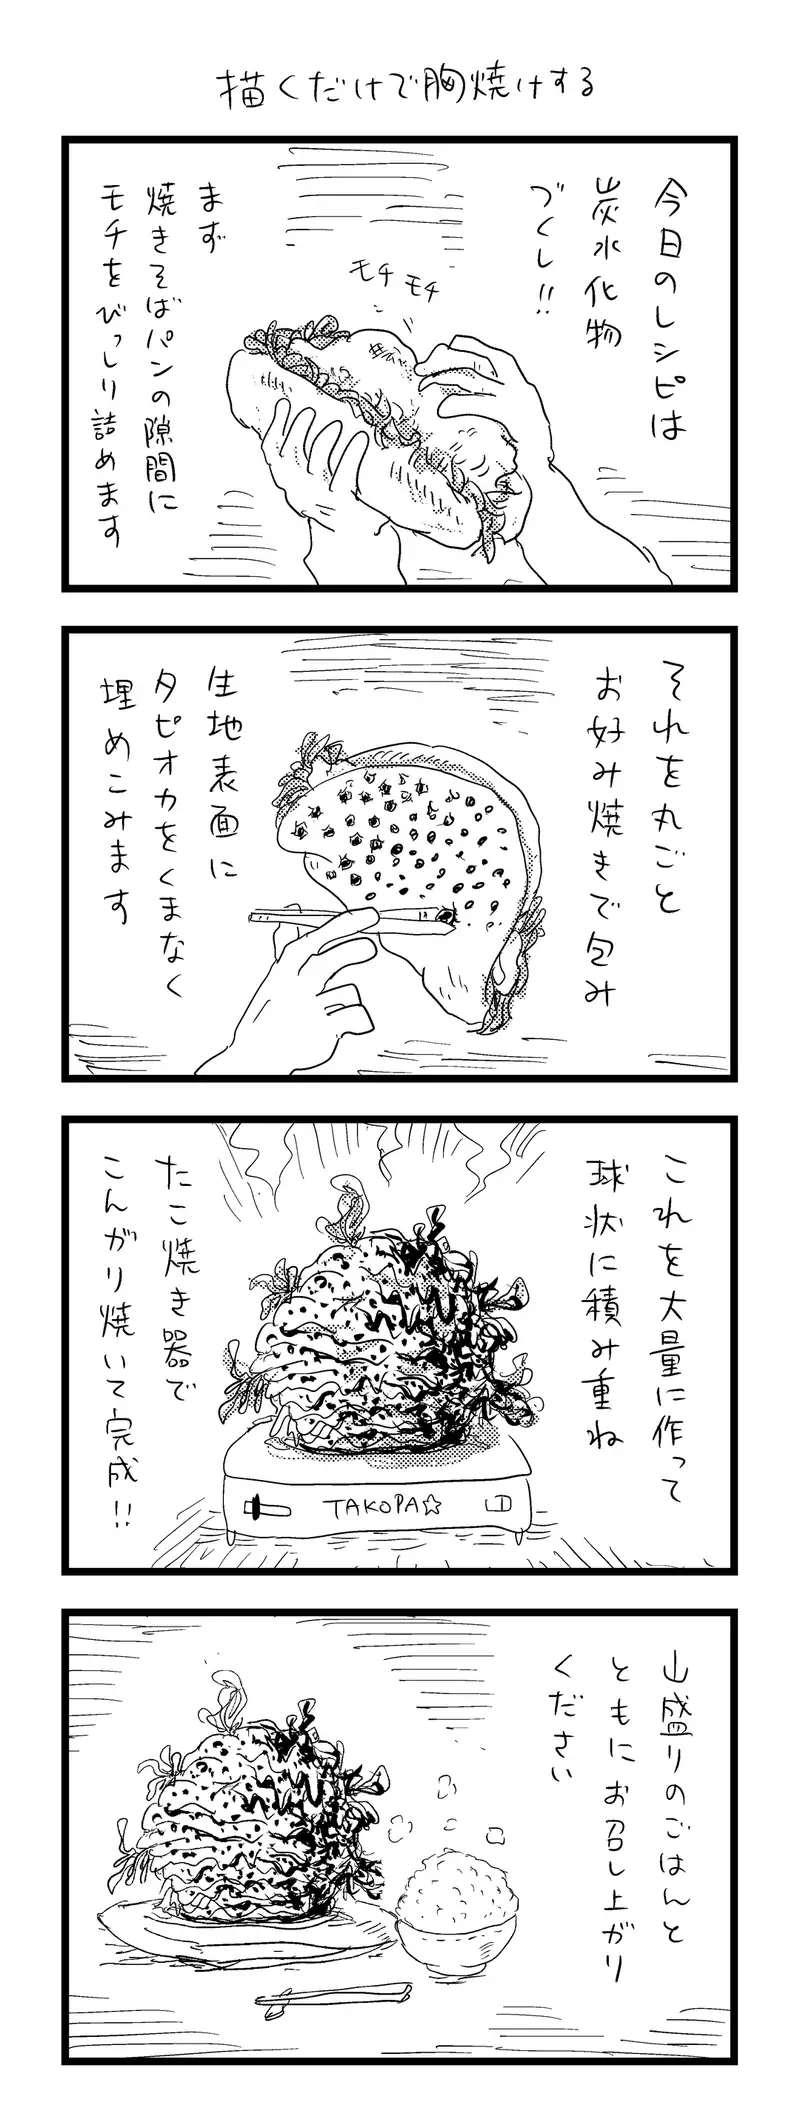 描くだけで胸焼けする
今日のレシピは
炭水化物
づくし!!
モチ
モチ
まず
焼きそばパンの隙間に
モチをびっしり詰めます
それを丸ごと
お好み焼きで包み
生地表面に
タピオカをくまなく
埋めこみます
これを大量に作って
球状に積み重ね
たこ焼き器で
こんがり焼いて完成!!
TAKOPA☆
山盛りのごはんと
ともにお召し上がり
ください